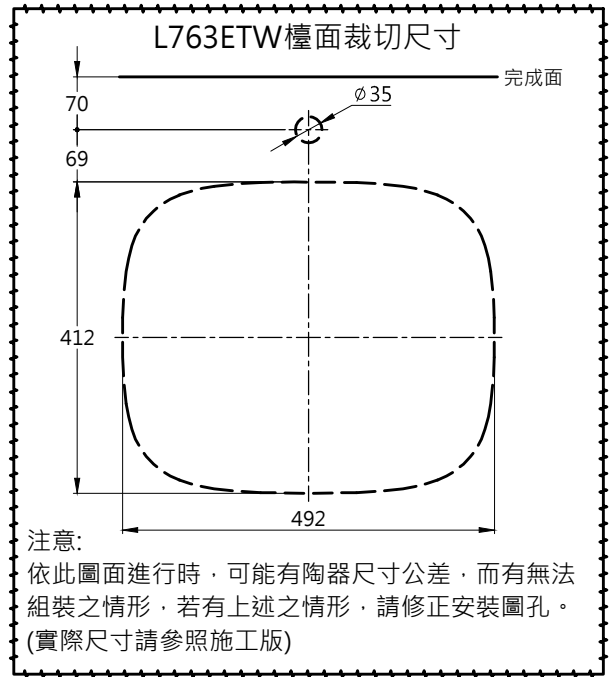 L763ETW檯面裁切尺寸
完成面
70
⌀35
69
412
492
注意:
依此圖面進行時，可能有陶器尺寸公差，而有無法
組裝之情形，若有上述之情形，請修正安裝圖孔。
(實際尺寸請參照施工版)